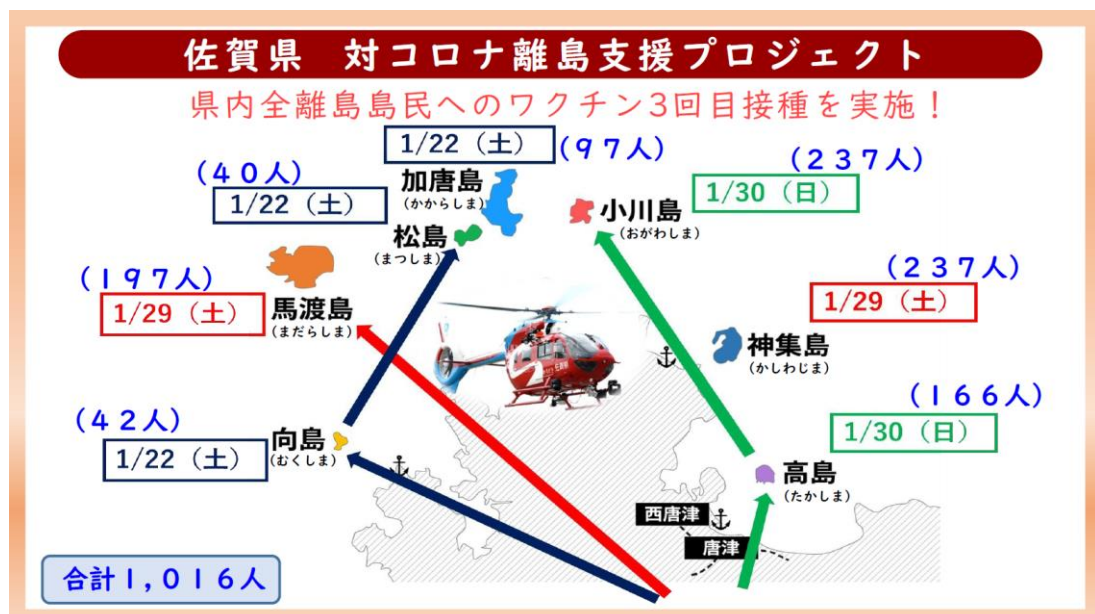 佐賀県 対コロナ離島支援プロジェクト
県内全離島島民へのワクチン3回目接種を実施!
1/22（土）
(97人)
加唐島
(かからしま)
(40人)
1/22（土）
松島
(まつしま)
(237人)
1/30（日）
小川島
(おがわしま)
(197人)
1/29（土）
馬渡島
(まだらしま)
(237人)
1/29（土）
神集島
(かしわじま)
(42人)
1/22（土）
向島
(むくしま)
(166人)
1/30（日）
高島
(たかしま)
西唐津
唐津
合計1,016人